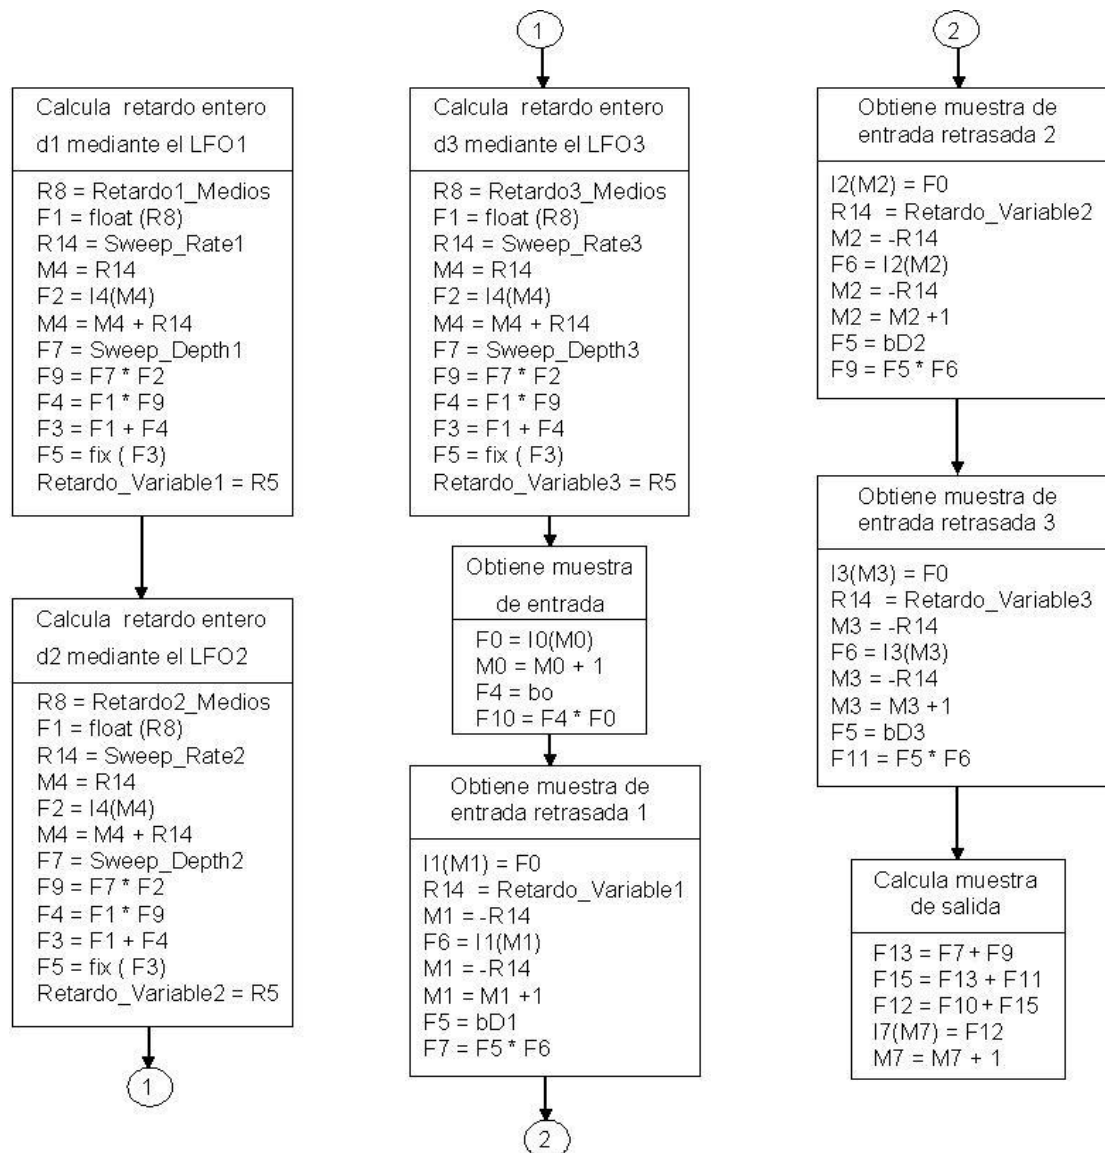 Calcula retardo entero
d1 mediante el LFO1
R8 = Retardo1_Medios
F1 = float (R8)
R14 = Sweep_Rate1
M4 = R14
F2 = I4(M4)
M4 = M4 + R14
F7 = Sweep_Depth1
F9 = F7 * F2
F4 = F1 * F9
F3 = F1 + F4
F5 = fix ( F3)
Retardo_Variable1 = R5
Calcula retardo entero
d2 mediante el LFO2
R8 = Retardo2_Medios
F1 = float (R8)
R14 = Sweep_Rate2
M4 = R14
F2 = I4(M4)
M4 = M4 + R14
F7 = Sweep_Depth2
F9 = F7 * F2
F4 = F1 * F9
F3 = F1 + F4
F5 = fix ( F3)
Retardo_Variable2 = R5
1
1
Calcula retardo entero
d3 mediante el LFO3
R8 = Retardo3_Medios
F1 = float (R8)
R14 = Sweep_Rate3
M4 = R14
F2 = I4(M4)
M4 = M4 + R14
F7 = Sweep_Depth3
F9 = F7 * F2
F4 = F1 * F9
F3 = F1 + F4
F5 = fix ( F3)
Retardo_Variable3 = R5
Obtiene muestra
de entrada
F0 = I0(M0)
M0 = M0 + 1
F4 = bo
F10 = F4 * F0
Obtiene muestra de
entrada retrasada 1
I1(M1) = F0
R14 = Retardo_Variable1
M1 = -R14
F6 = I1(M1)
M1 = -R14
M1 = M1 +1
F5 = bD1
F7 = F5 * F6
2
2
Obtiene muestra de
entrada retrasada 2
I2(M2) = F0
R14 = Retardo_Variable2
M2 = -R14
F6 = I2(M2)
M2 = -R14
M2 = M2 +1
F5 = bD2
F9 = F5 * F6
Obtiene muestra de
entrada retrasada 3
I3(M3) = F0
R14 = Retardo_Variable3
M3 = -R14
F6 = I3(M3)
M3 = -R14
M3 = M3 +1
F5 = bD3
F11 = F5 * F6
Calcula muestra
de salida
F13 = F7 + F9
F15 = F13 + F11
F12 = F10 + F15
I7(M7) = F12
M7 = M7 + 1